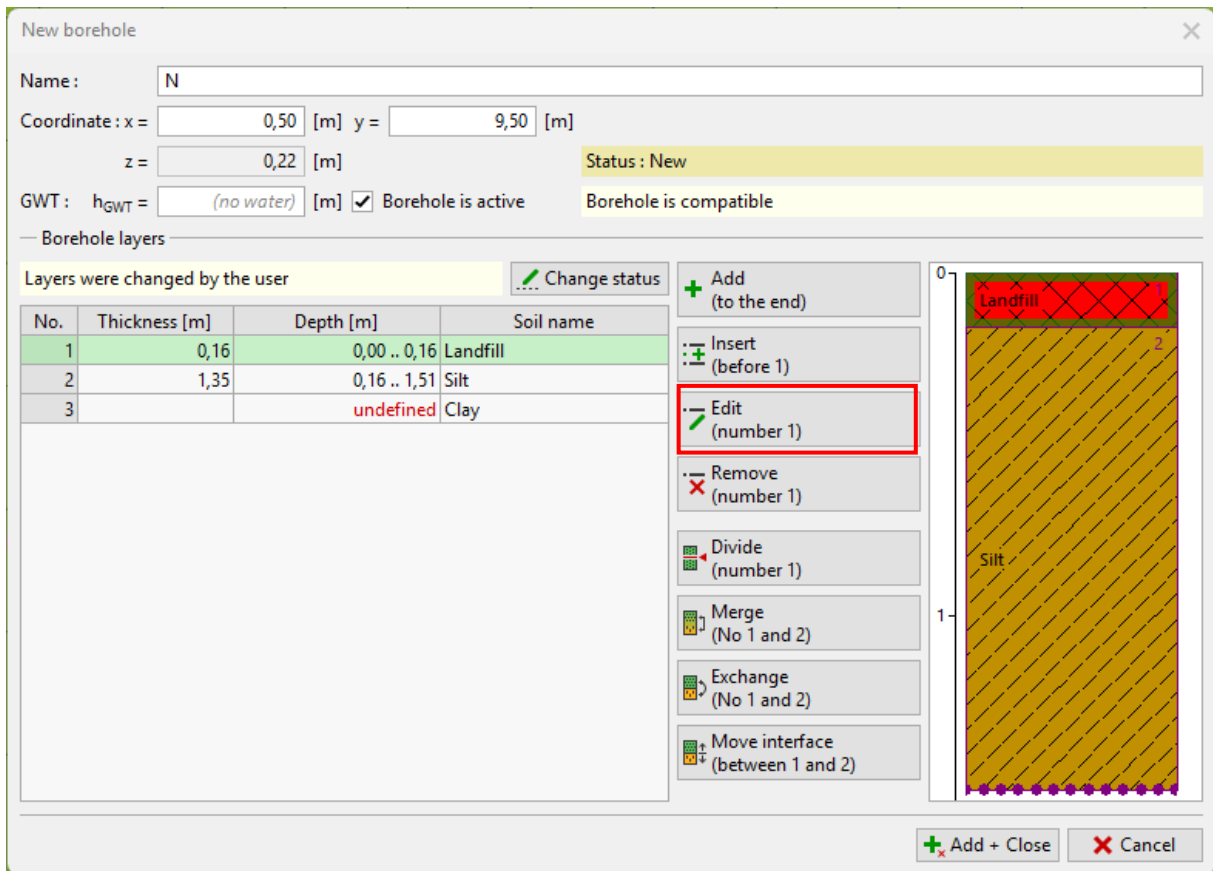 New borehole
Name : N
Coordinate : x = 0,50 [m] y = 9,50 [m]
z = 0,22 [m] Status : New
GWT : hGWT = (no water) [m] Borehole is active Borehole is compatible
Borehole layers
Layers were changed by the user Change status
No. Thickness [m] Depth [m] Soil name
1 0,16 0,00 .. 0,16 Landfill
2 1,35 0,16 .. 1,51 Silt
3 undefined Clay
Add
(to the end)
Insert
(before 1)
Edit
(number 1)
Remove
(number 1)
Divide
(number 1)
Merge
(No 1 and 2)
Exchange
(No 1 and 2)
Move interface
(between 1 and 2)
0
1
Landfill
2
Silt
1
Add + Close Cancel